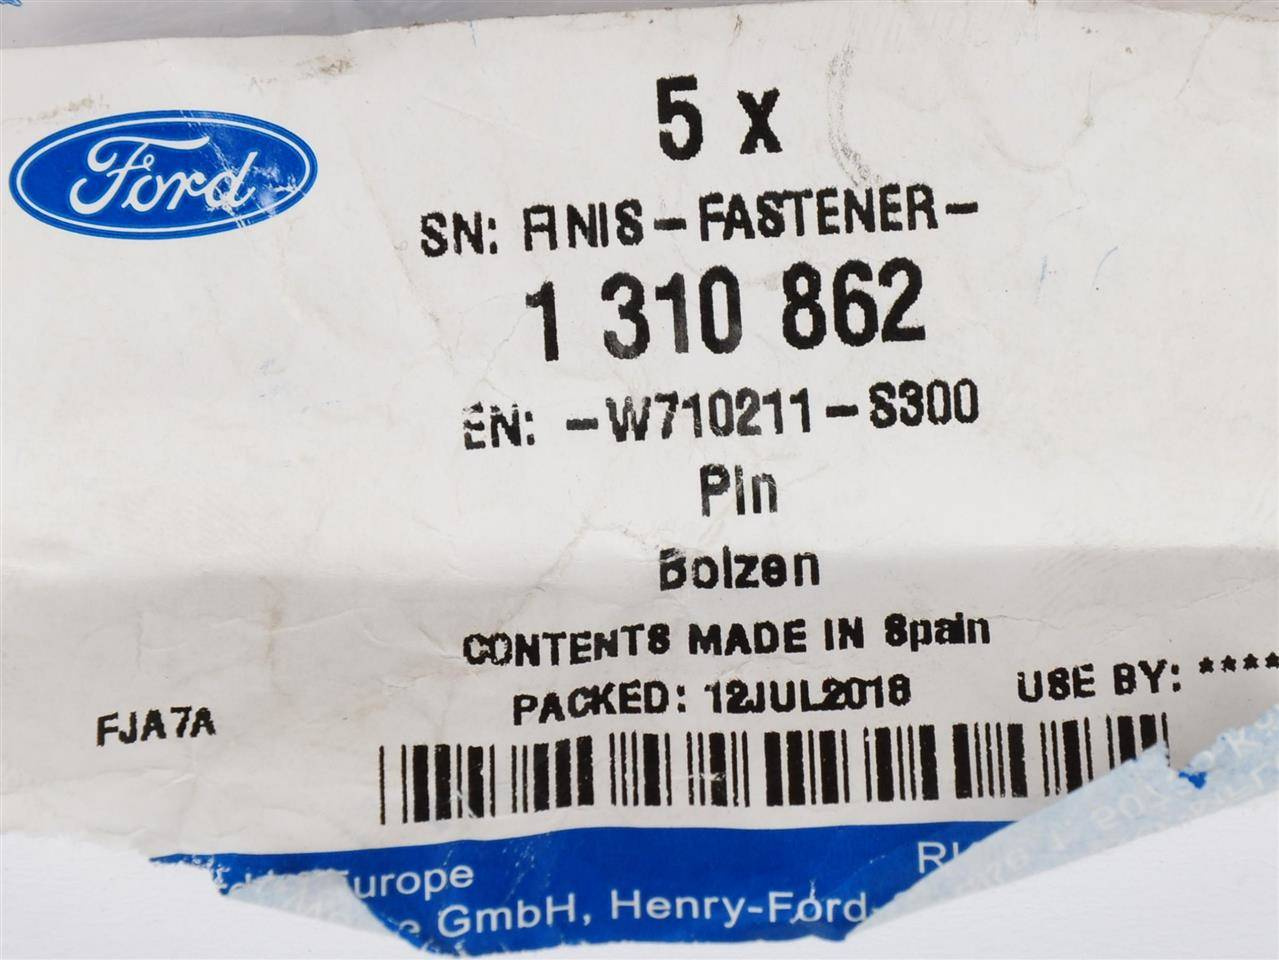 Ford
5 x
SN: FINIS-FASTENER-
1 310 862
EN: -W710211-S300
Pin
Bolzen
CONTENTS MADE IN Spain
PACKED: 12JUL2018
USE BY: ****
FJA7A
Europe
GmbH, Henry-Ford-